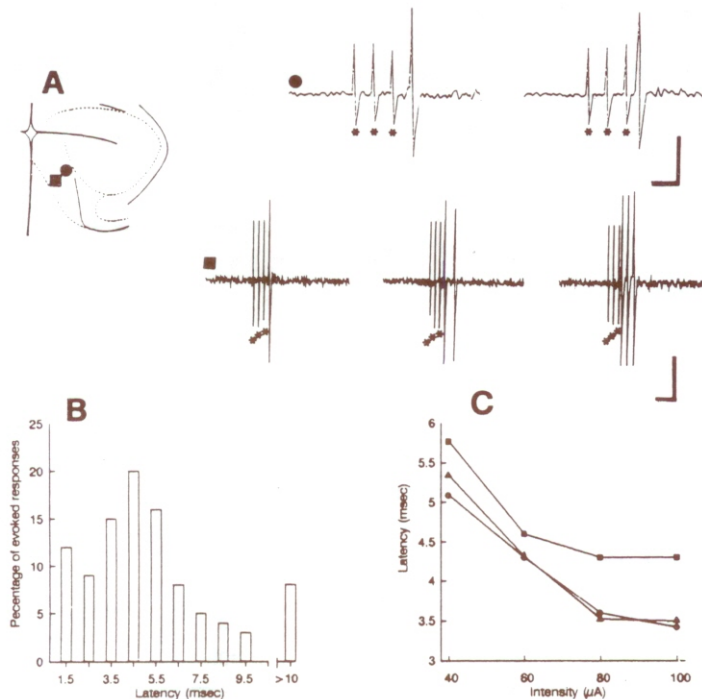 A
B
Pecentage of evoked responses
25
20
15
10
5
0
1.5 3.5 5.5 7.5 9.5 >10
Latency (msec)
C
Latency (msec)
6
5.5
5
4.5
4
3.5
3
40 60 80 100
Intensity (µA)